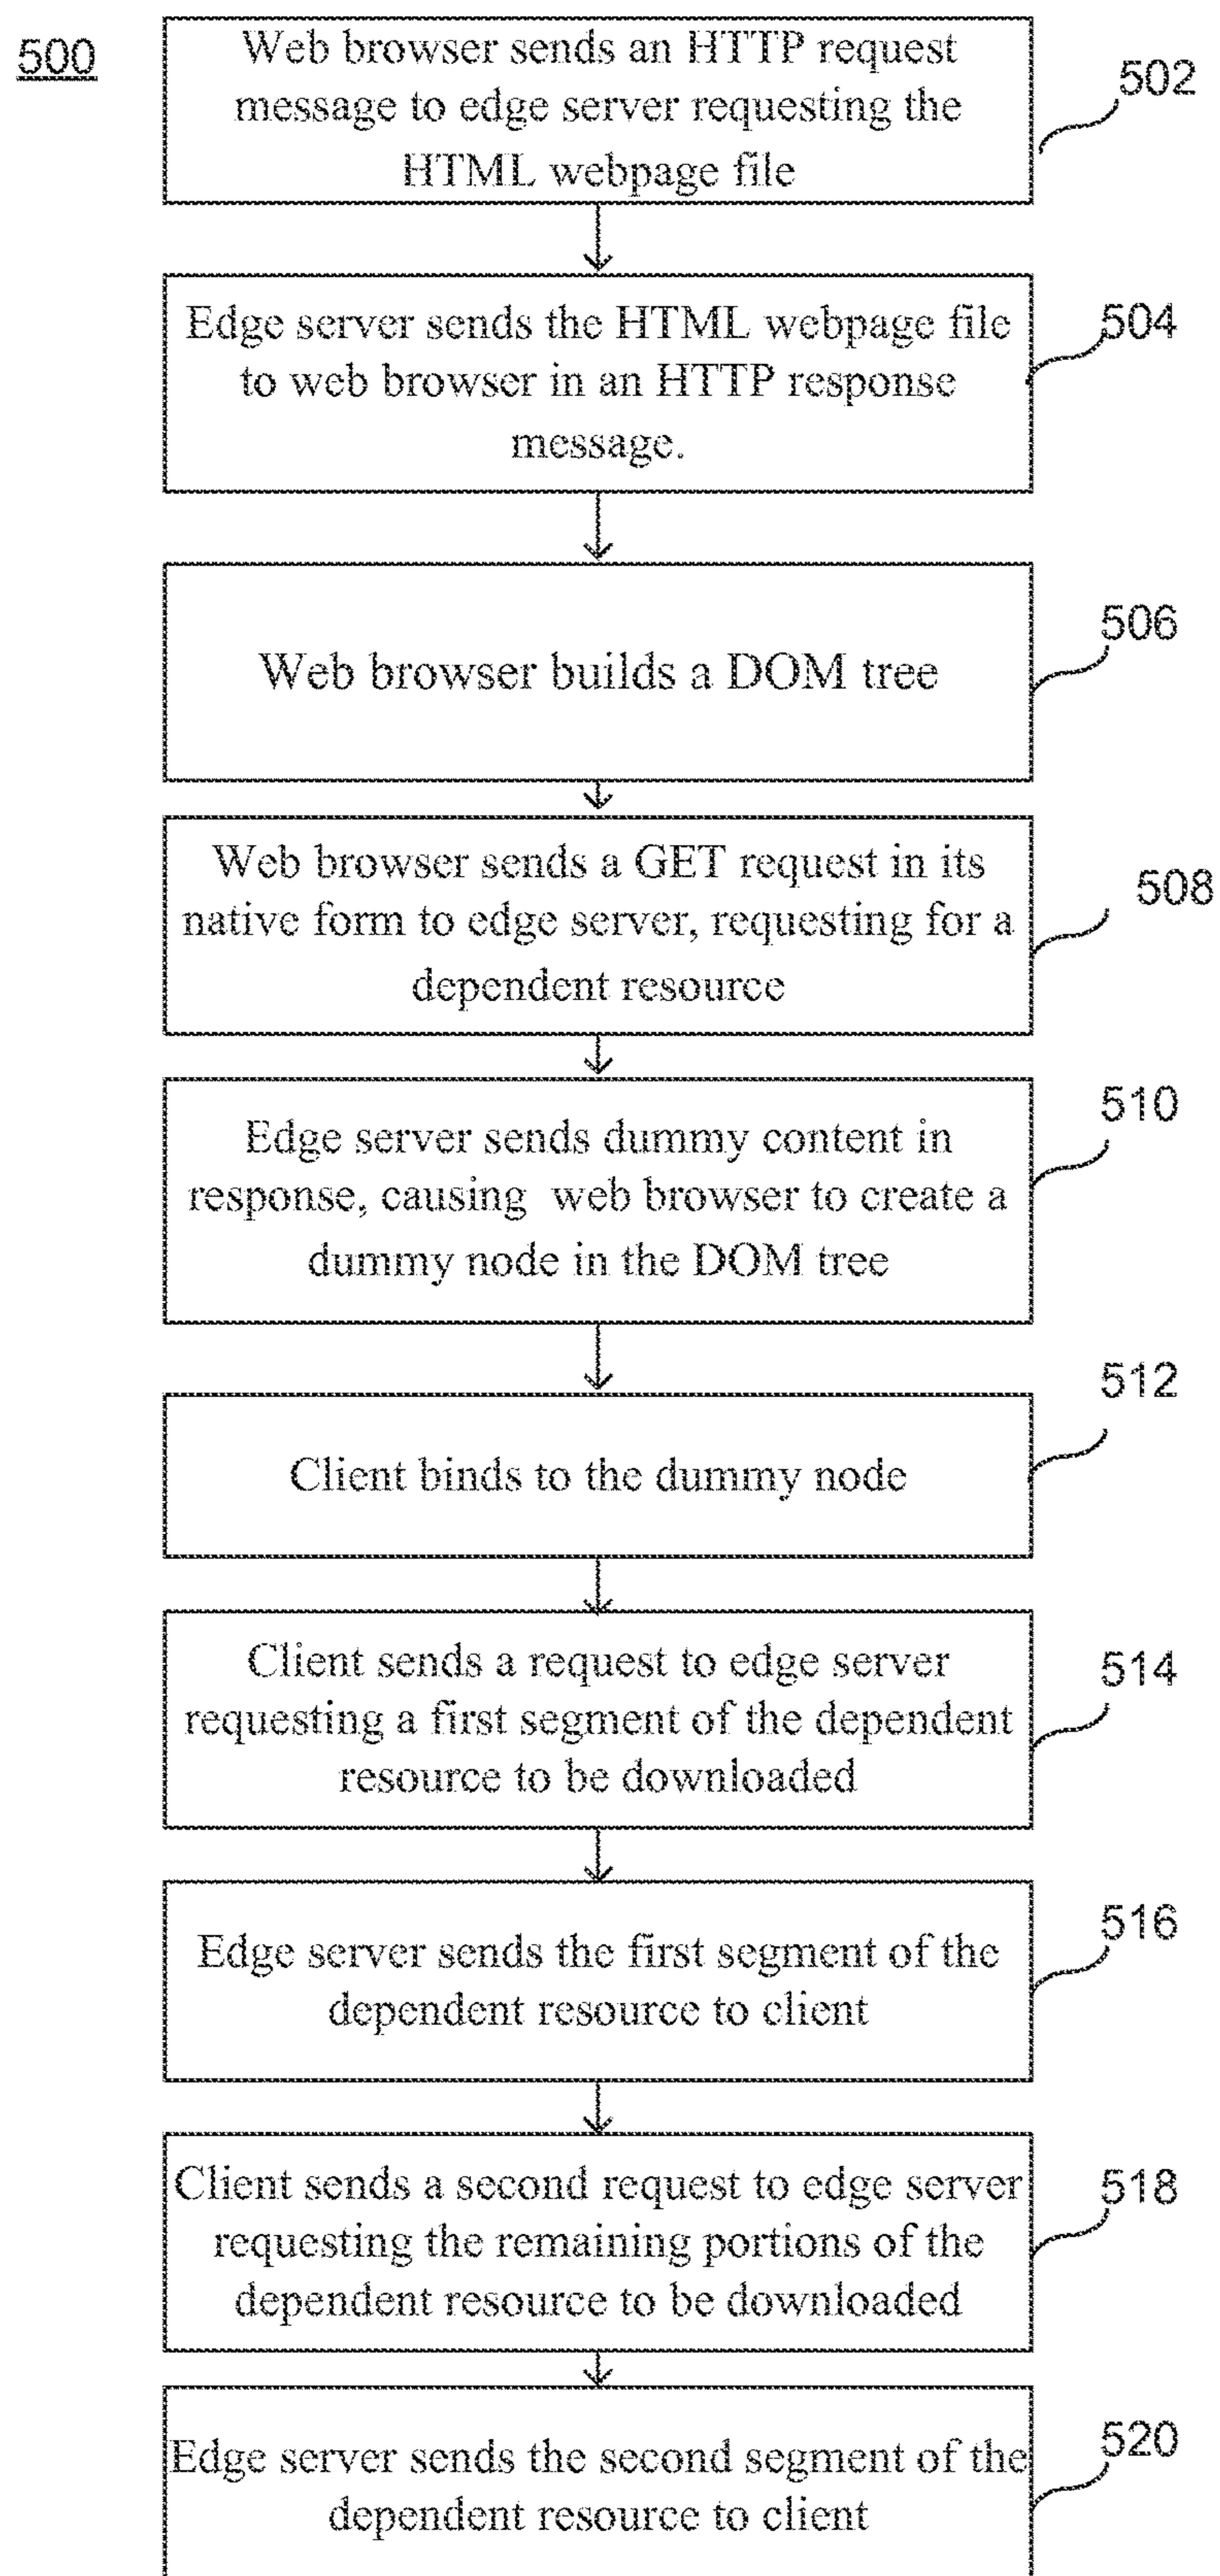 500
Web browser sends an HTTP request
message to edge server requesting the
HTML webpage file
502
Edge server sends the HTML webpage file
to web browser in an HTTP response
message.
504
Web browser builds a DOM tree
506
Web browser sends a GET request in its
native form to edge server, requesting for a
dependent resource
508
Edge server sends dummy content in
response, causing web browser to create a
dummy node in the DOM tree
510
Client binds to the dummy node
512
Client sends a request to edge server
requesting a first segment of the dependent
resource to be downloaded
514
Edge server sends the first segment of the
dependent resource to client
516
Client sends a second request to edge server
requesting the remaining portions of the
dependent resource to be downloaded
518
Edge server sends the second segment of the
dependent resource to client
520